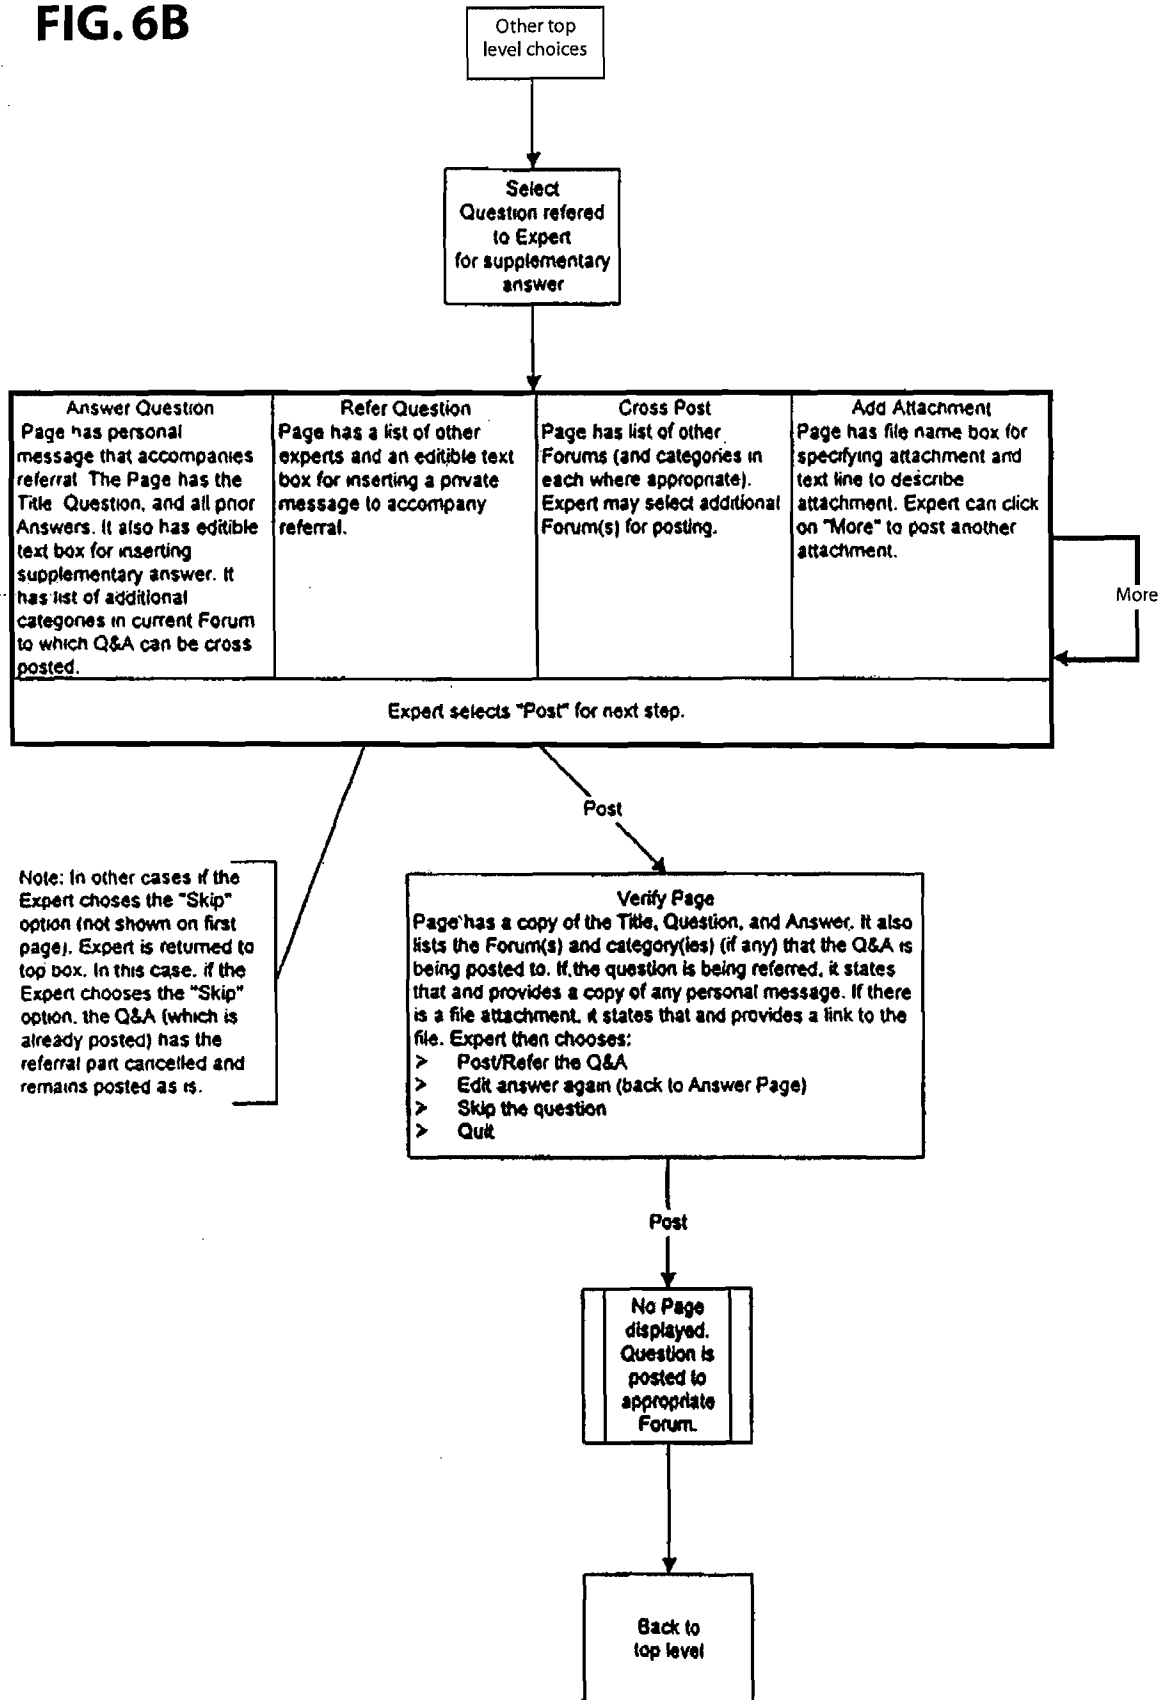 FIG. 6B
Other top
level choices
Select
Question refered
to Expert
for supplementary
answer
Answer Question
Page has personal
message that accompanies
referral. The Page has the
Title Question, and all prior
Answers. It also has editible
text box for inserting
supplementary answer. It
has list of additional
categories in current Forum
to which Q&A can be cross
posted.
Refer Question
Page has a list of other
experts and an editible text
box for inserting a private
message to accompany
referral.
Cross Post
Page has list of other
Forums (and categories in
each where appropriate).
Expert may select additional
Forum(s) for posting.
Add Attachment
Page has file name box for
specifying attachment and
text line to describe
attachment. Expert can click
on "More" to post another
attachment.
More
Expert selects "Post" for next step.
Post
Note: In other cases if the
Expert choses the "Skip"
option (not shown on first
page). Expert is returned to
top box. In this case, if the
Expert chooses the "Skip"
option, the Q&A (which is
already posted) has the
referral part cancelled and
remains posted as is.
Verify Page
Page has a copy of the Title, Question, and Answer. It also
lists the Forum(s) and category(ies) (if any) that the Q&A is
being posted to. If the question is being referred, it states
that and provides a copy of any personal message. If there
is a file attachment, it states that and provides a link to the
file. Expert then chooses:
> Post/Refer the Q&A
> Edit answer again (back to Answer Page)
> Skip the question
> Quit
Post
No Page
displayed.
Question is
posted to
appropriate
Forum.
Back to
top level